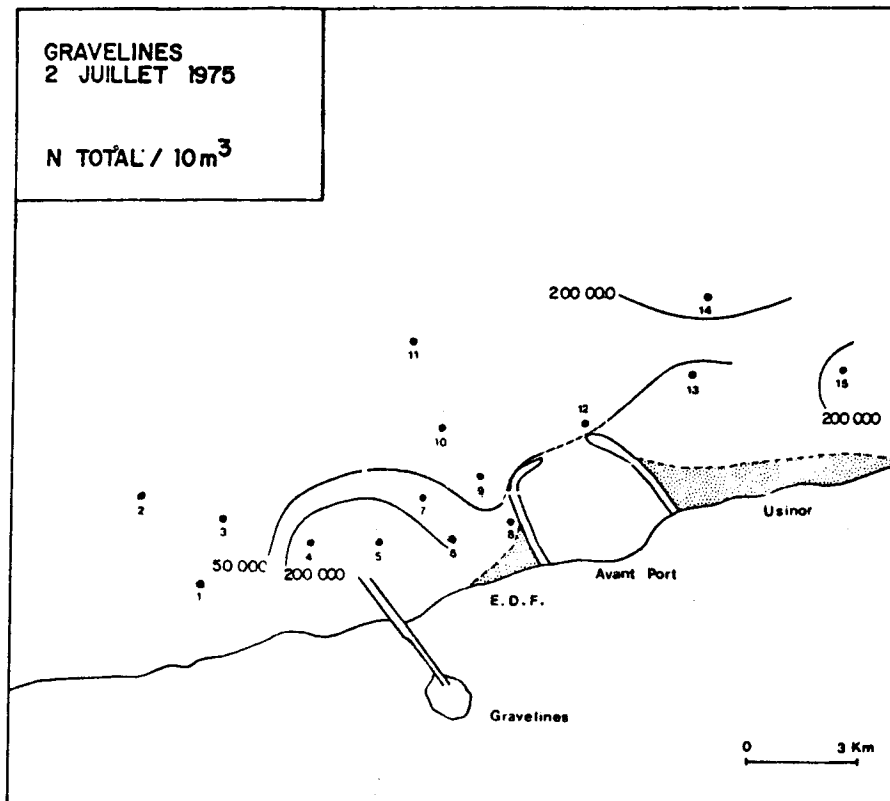 GRAVELINES
2 JUILLET 1975
N TOTAL / 10m³
200 000
14
11
13
15
200 000
12
10
9
2
7
3
8
6
4
5
50 000
200 000
1
Usinor
Avant Port
E.D.F.
Gravelines
0 3 Km